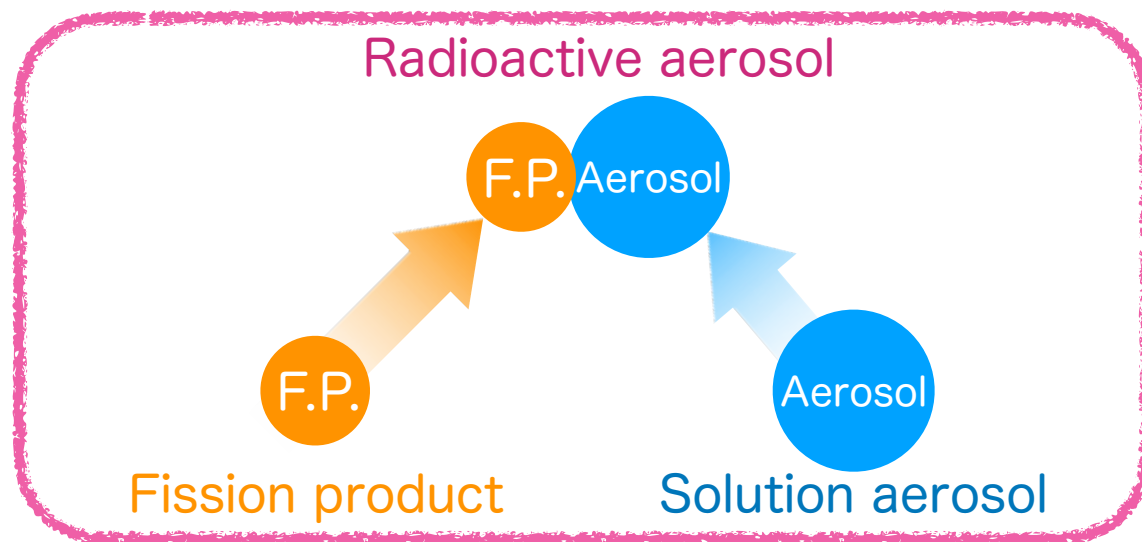 Radioactive aerosol
F.P. Aerosol
F.P.
Aerosol
Fission product
Solution aerosol